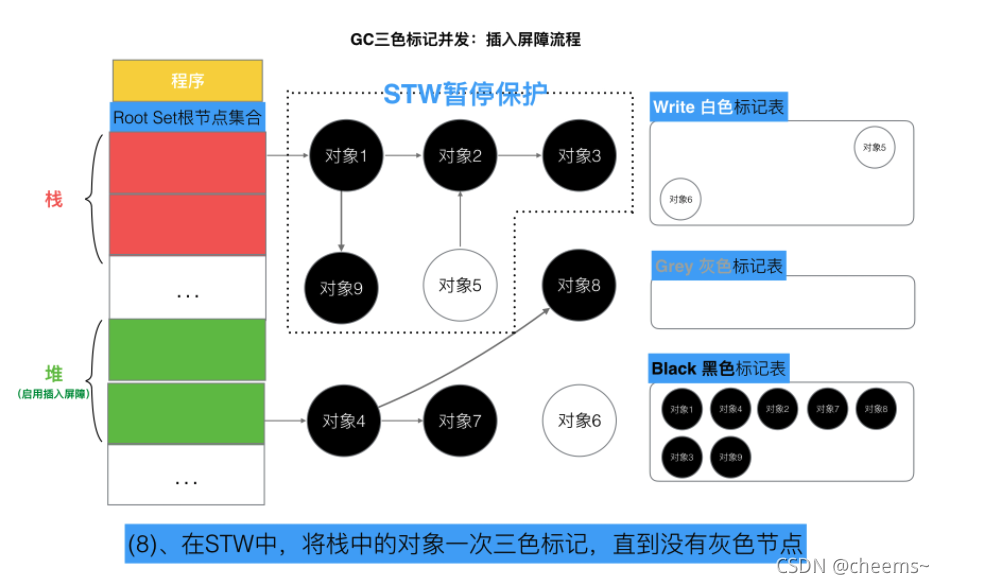 GC三色标记并发：插入屏障流程
程序
STW暂停保护
Root Set根节点集合
Write 白色标记表
对象1
对象2
对象3
对象5
栈
对象6
Grey 灰色标记表
对象9
对象5
对象8
...
堆
(启用插入屏障)
Black 黑色标记表
对象1
对象4
对象2
对象7
对象8
对象4
对象7
对象6
对象3
对象9
...
(8)、在STW中，将栈中的对象一次三色标记，直到没有灰色节点
CSDN @cheems~